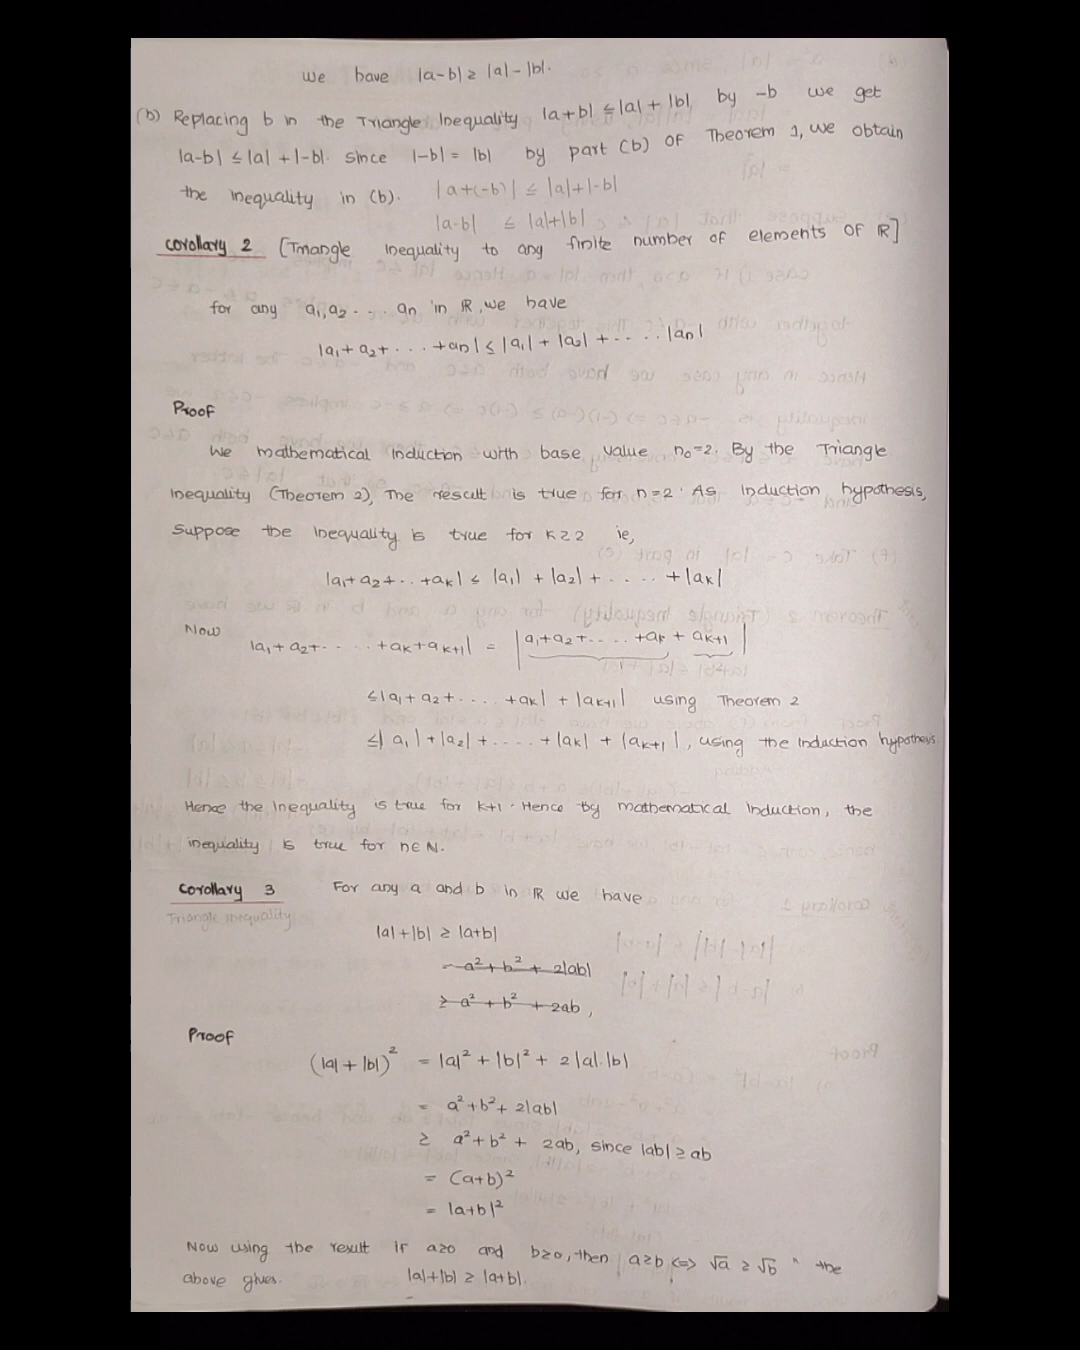 we have |a-b| ≥ |a| - |b|.
(b) Replacing b in the Triangle Inequality |a+b| ≤ |a| + |b| by -b we get
|a-b| ≤ |a| + |-b|. since |-b| = |b| by part (b) of Theorem 1, we obtain
the inequality in (b). |a+(-b)| ≤ |a|+|-b|
|a-b| ≤ |a|+|b|
corollary 2 [Triangle Inequality to any finite number of elements of ℝ]
for any a₁, a₂ . . . aₙ in ℝ, we have
|a₁ + a₂ + . . . + aₙ| ≤ |a₁| + |a₂| + . . . . |aₙ|
Proof
We mathematical Induction with base value n₀=2. By the Triangle
Inequality (Theorem 2), The result is true for n=2. As Induction hypothesis,
Suppose the Inequality is true for k≥2 ie,
|a₁+a₂+ . . +aₖ| ≤ |a₁| + |a₂| + . . . . . + |aₖ|
Now |a₁+a₂+ . . . . +aₖ+aₖ₊₁| = |a₁+a₂+ . . . . +aₖ + aₖ₊₁|
≤ |a₁+a₂+ . . . . +aₖ| + |aₖ₊₁| using Theorem 2
≤ |a₁| + |a₂| + . . . . . + |aₖ| + |aₖ₊₁|, using the Induction hypothesis.
Hence the Inequality is true for k+1. Hence by mathematical Induction, the
inequality is true for n∈N.
Corollary 3 For any a and b in ℝ we have
Triangle inequality
|a|+|b| ≥ |a+b|
= a²+b² + 2|ab|
≥ a² + b² + 2ab,
Proof
(|a|+|b|)² = |a|² + |b|² + 2|a|.|b|
= a²+b²+ 2|ab|
≥ a²+b² + 2ab, since |ab| ≥ ab
= (a+b)²
= |a+b|²
Now using the result if a≥0 and b≥0, then a≥b <=> √a ≥ √b " the
above gives. |a|+|b| ≥ |a+b|.